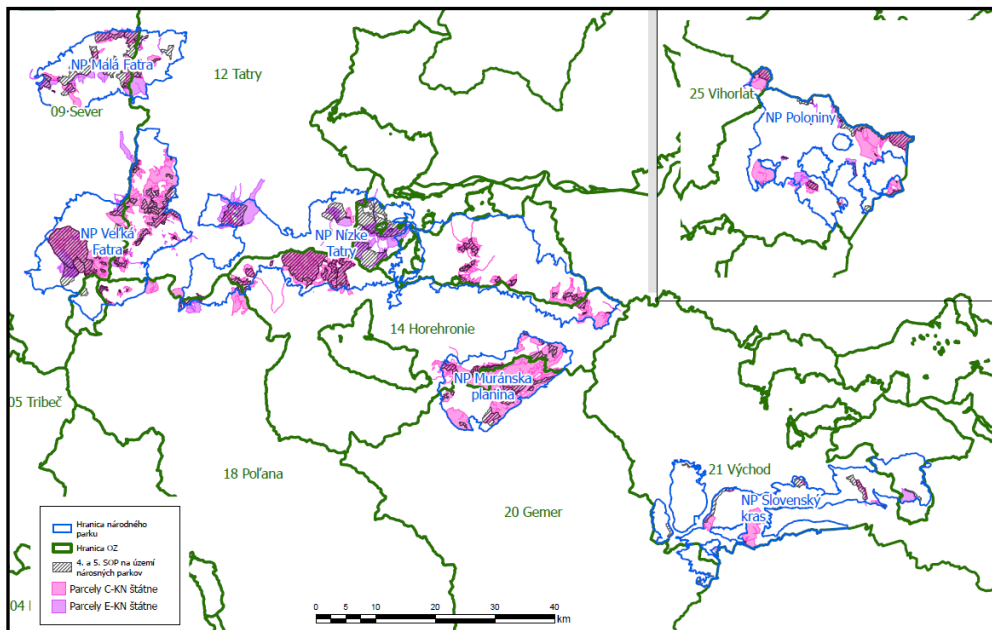 NP Malá Fatra
12 Tatry
09 Sever
25 Vihorlat
NP Poloniny
NP Veľká
Fatra
NP Nízke
Tatry
14 Horehronie
NP Muránska
planina
05 Tribeč
18 Poľana
20 Gemer
21 Východ
NP Slovenský
kras
Hranica národného
parku
Hranica OZ
4. a 5. SOP na území
národných parkov
Parcely C-KN štátne
Parcely E-KN štátne
04
0 5 10 20 30 40
km